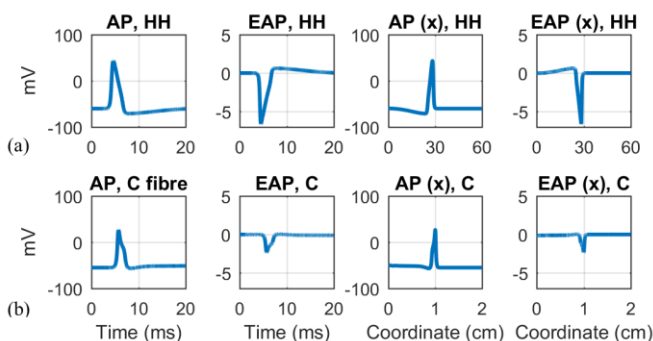 AP, HH
EAP, HH
AP (x), HH
EAP (x), HH
mV
100
0
-100
0 10 20
5
0
-5
0 10 20
100
0
-100
0 30 60
5
0
-5
0 30 60
(a)
AP, C fibre
EAP, C
AP (x), C
EAP (x), C
mV
100
0
-100
0 10 20
Time (ms)
5
0
-5
0 10 20
Time (ms)
100
0
-100
0 1 2
Coordinate (cm)
5
0
-5
0 1 2
Coordinate (cm)
(b)